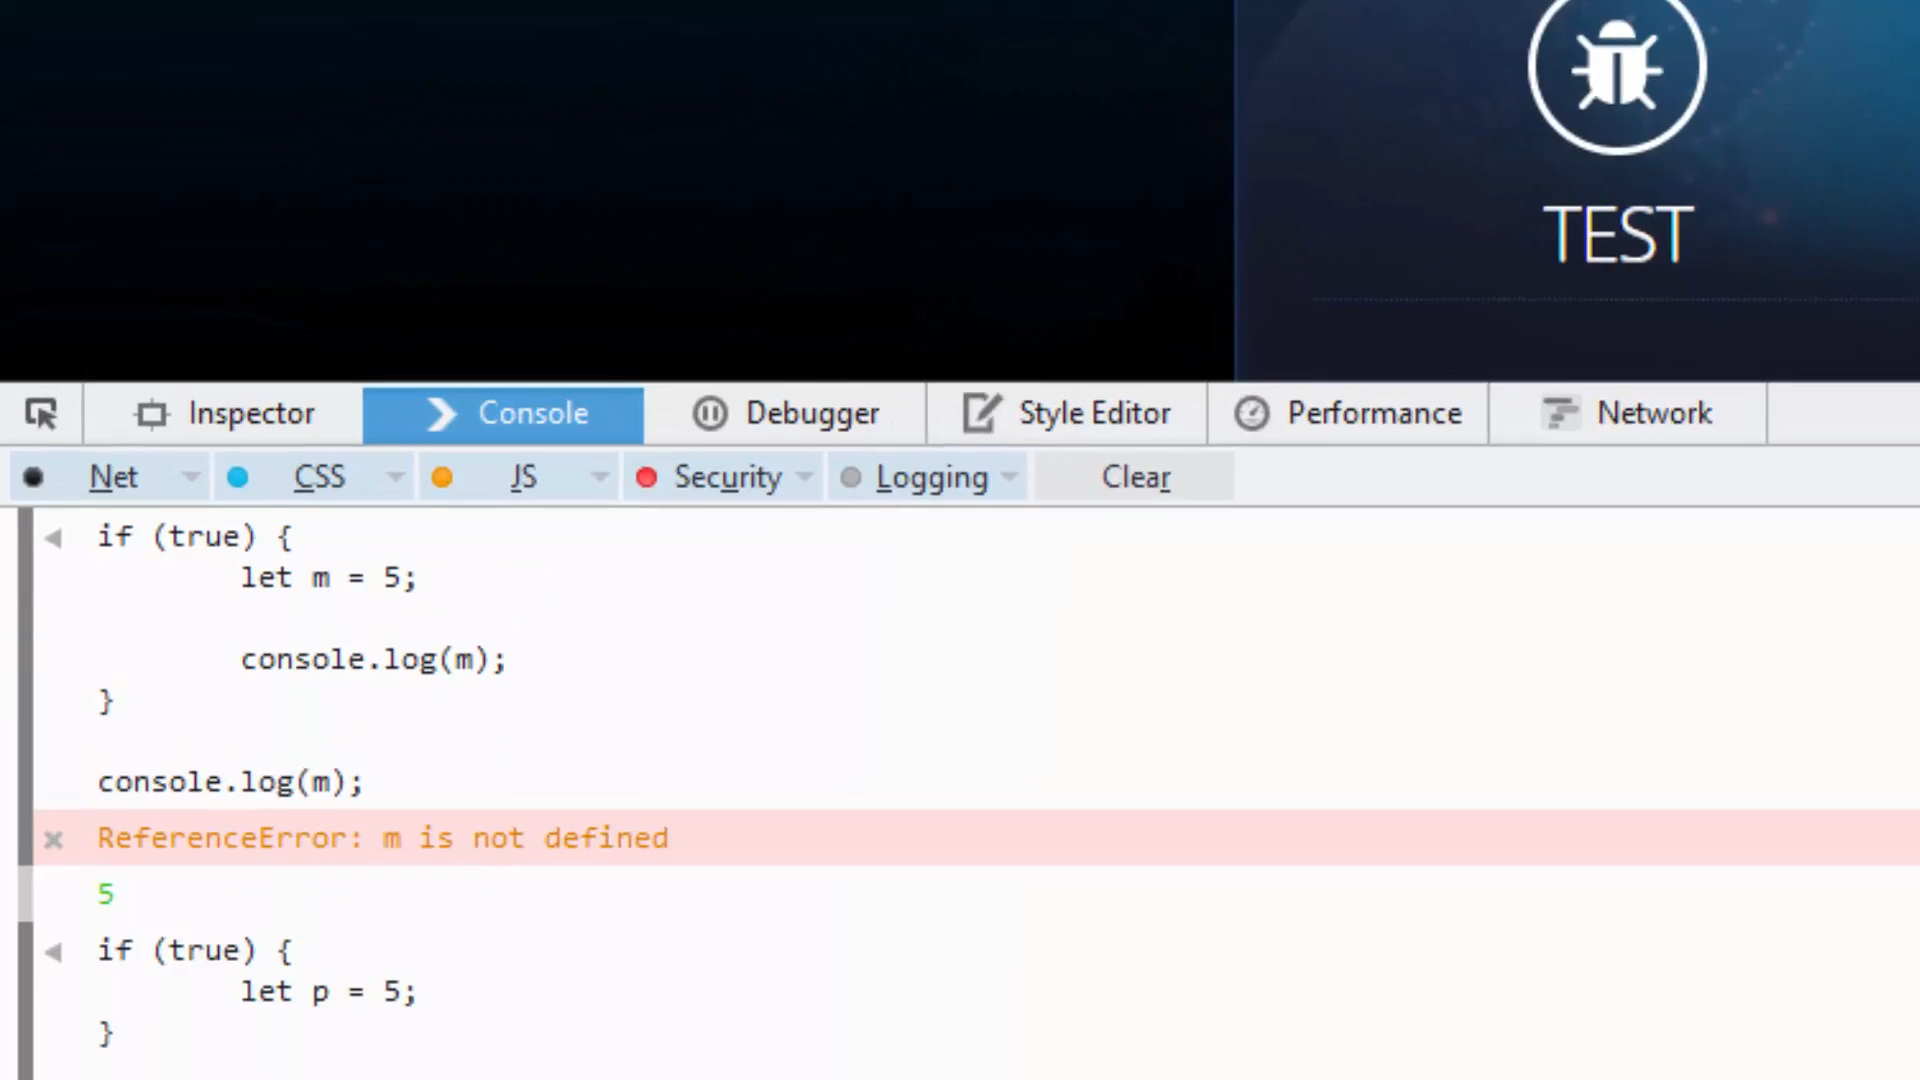 TEST
Inspector Console Debugger Style Editor Performance Network
Net CSS JS Security Logging Clear
if (true) {
let m = 5;
console.log(m);
}
console.log(m);
ReferenceError: m is not defined
5
if (true) {
let p = 5;
}